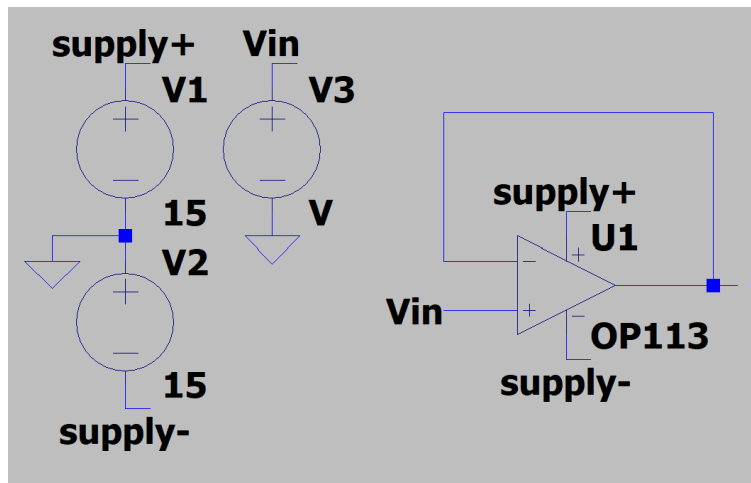 supply+
V1
15
V2
15
supply-
Vin
V3
V
supply+
U1
Vin
OP113
supply-